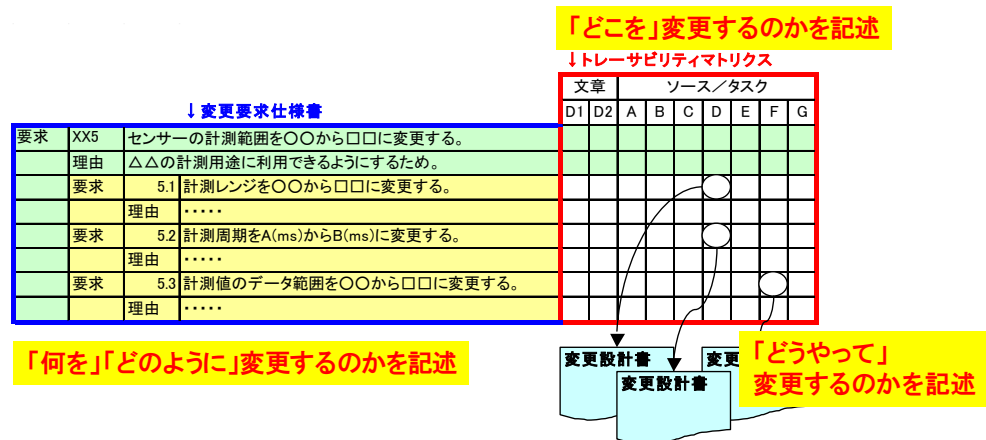 「どこを」変更するのかを記述
↓トレーサビリティマトリクス
文章 ソース／タスク
↓変更要求仕様書
D1 D2 A B C D E F G
要求 XX5 センサーの計測範囲を〇〇から□□に変更する。
理由 △△の計測用途に利用できるようにするため。
要求 5.1 計測レンジを〇〇から□□に変更する。
理由 ・・・・・
要求 5.2 計測周期をA(ms)からB(ms)に変更する。
理由 ・・・・・
要求 5.3 計測値のデータ範囲を〇〇から□□に変更する。
理由 ・・・・・
「何を」「どのように」変更するのかを記述
変更設計書
変更設計書
変更
「どうやって」
変更するのかを記述